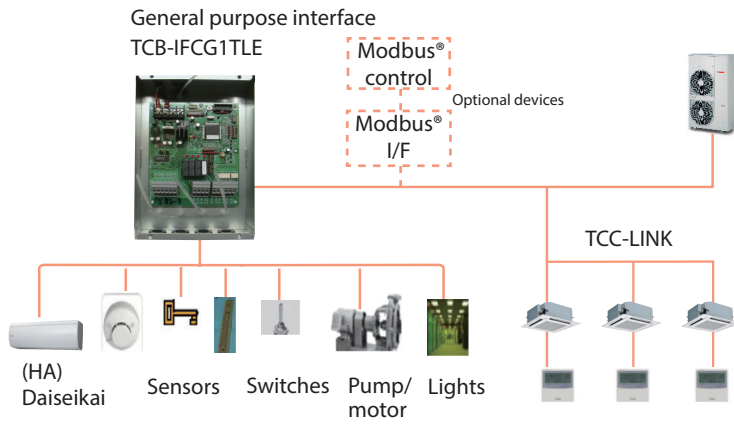 General purpose interface
TCB-IFCG1TLE
Modbus®
control
Optional devices
Modbus®
I/F
TCC-LINK
(HA)
Daiseikai
Sensors
Switches
Pump/
motor
Lights